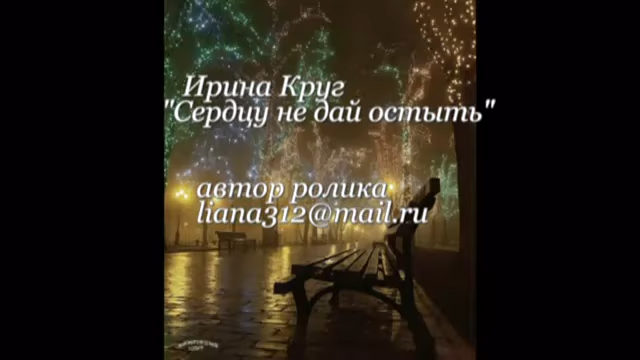 Ирина Круг
"Сердцу не дай остыть"
автор ролика
liana312@mail.ru